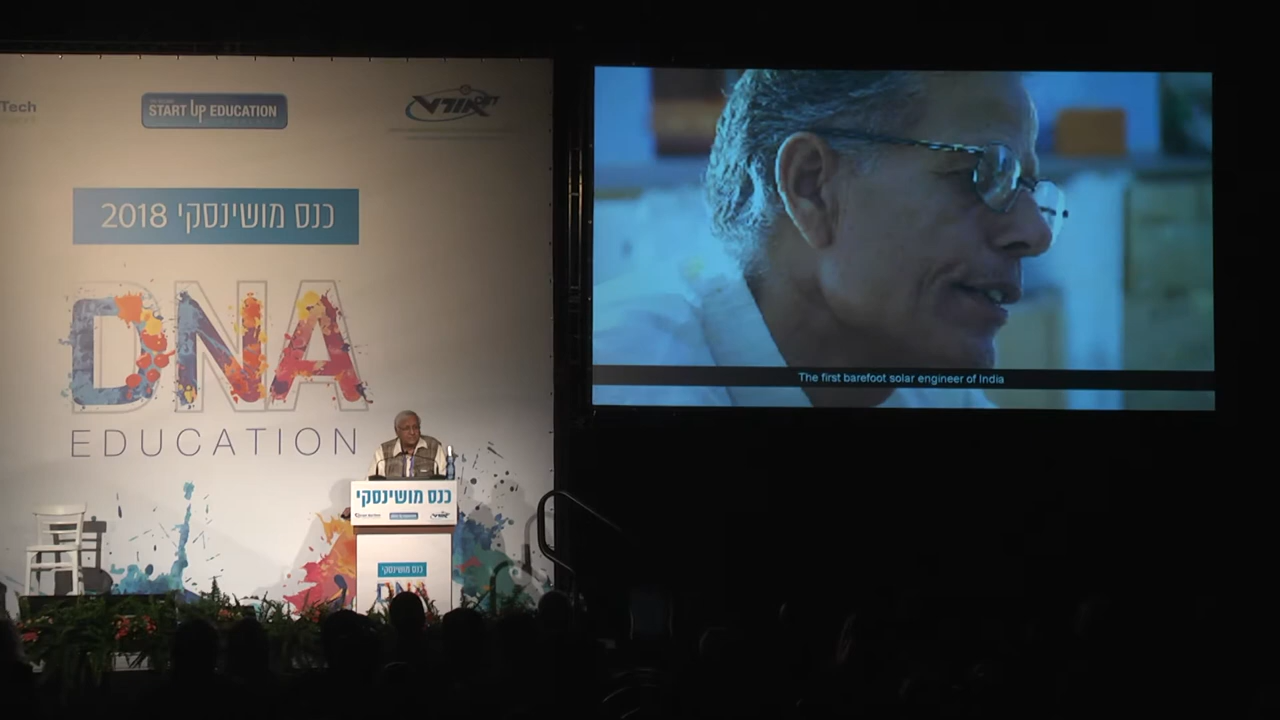 Tech
START UP EDUCATION
אורט
כנס מושינסקי 2018
DNA
EDUCATION
כנס מושינסקי
כנס מושינסקי
DNA
The first barefoot solar engineer of India